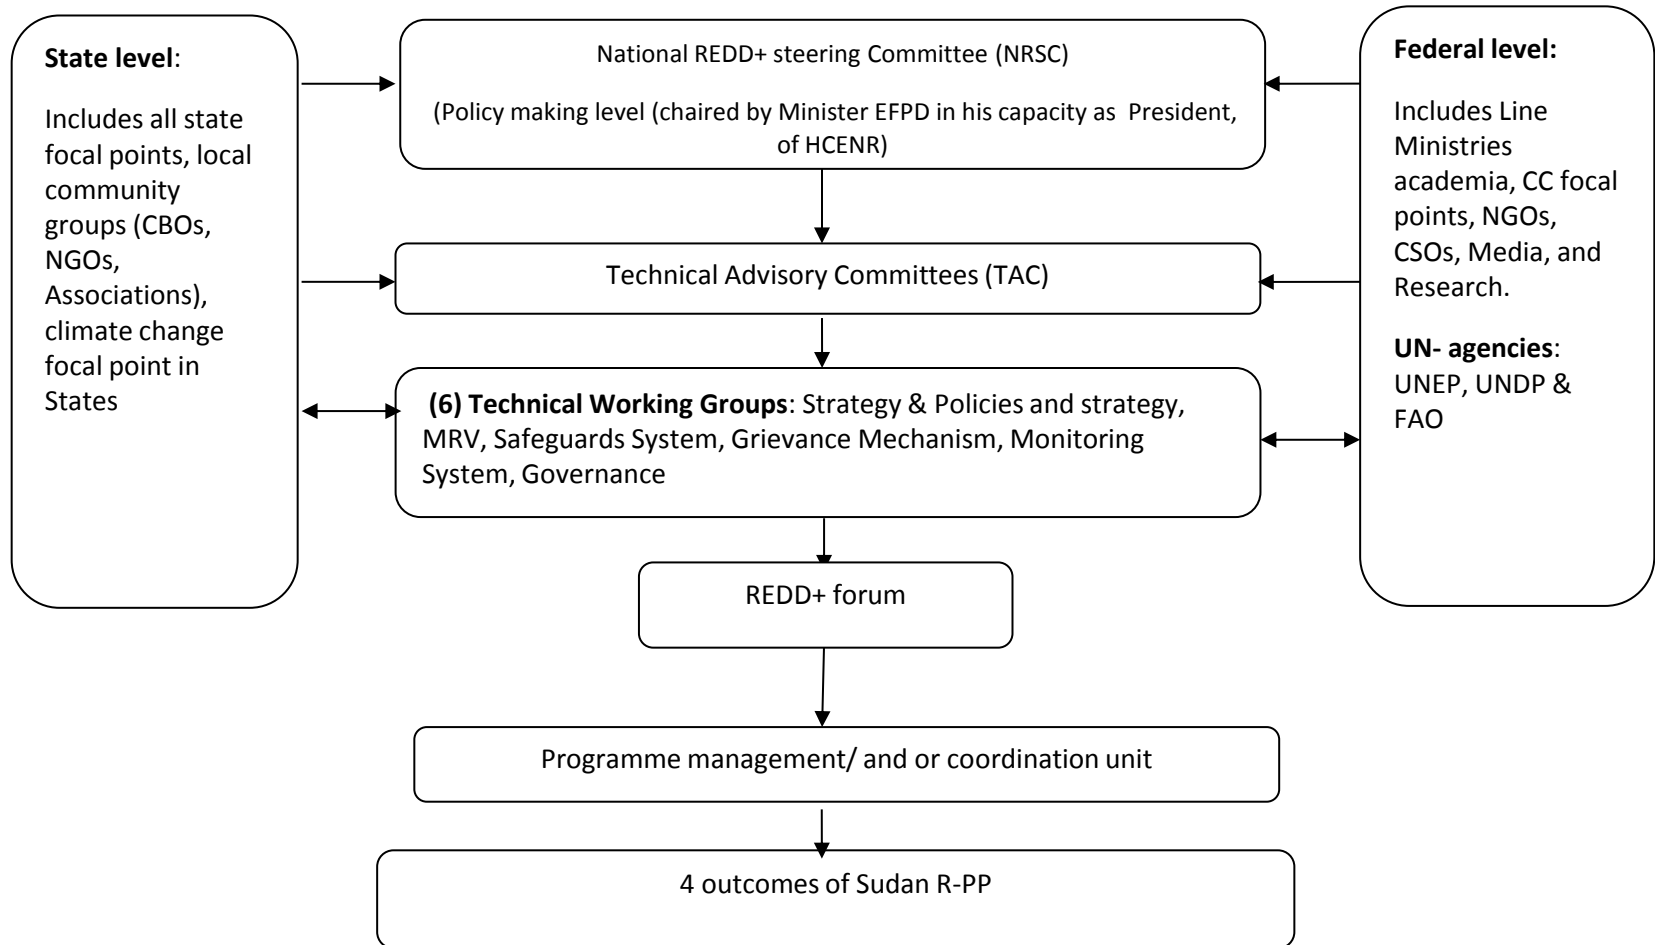 State level:
Includes all state
focal points, local
community
groups (CBOs,
NGOs,
Associations),
climate change
focal point in
States
National REDD+ steering Committee (NRSC)
(Policy making level (chaired by Minister EFPD in his capacity as President,
of HCENR)
Technical Advisory Committees (TAC)
(6) Technical Working Groups: Strategy & Policies and strategy,
MRV, Safeguards System, Grievance Mechanism, Monitoring
System, Governance
REDD+ forum
Programme management/ and or coordination unit
4 outcomes of Sudan R-PP
Federal level:
Includes Line
Ministries
academia, CC focal
points, NGOs,
CSOs, Media, and
Research.
UN- agencies:
UNEP, UNDP &
FAO